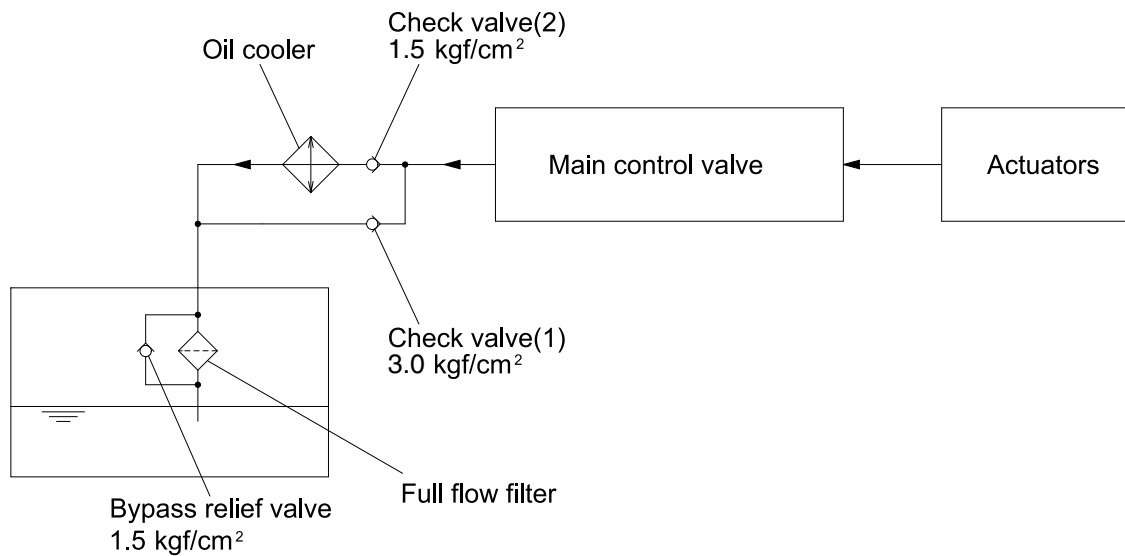 Check valve(2)
1.5 kgf/cm²
Oil cooler
Main control valve
Actuators
Check valve(1)
3.0 kgf/cm²
Full flow filter
Bypass relief valve
1.5 kgf/cm²